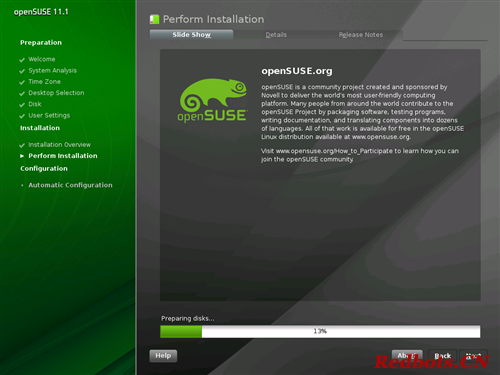 openSUSE 11.1
Preparation
Welcome
System Analysis
Time Zone
Desktop Selection
Disk
User Settings
Installation
Installation Overview
Perform Installation
Configuration
Automatic Configuration
Perform Installation
Slide Show
Details
Release Notes
openSUSE
openSUSE.org
openSUSE is a community project created and sponsored by
Novell to deliver the world's most user-friendly computing
platform. Many people from around the world contribute to the
openSUSE Project by packaging software, testing programs,
writing documentation, and translating components into dozens
of languages. All of that work is available for free in the openSUSE
Linux distribution available at www.opensuse.org.
Visit www.opensuse.org/How_to_Participate to learn how you can
join the openSUSE community.
Preparing disks...
13%
Help
Abort
Back
Next
Redhots.CN